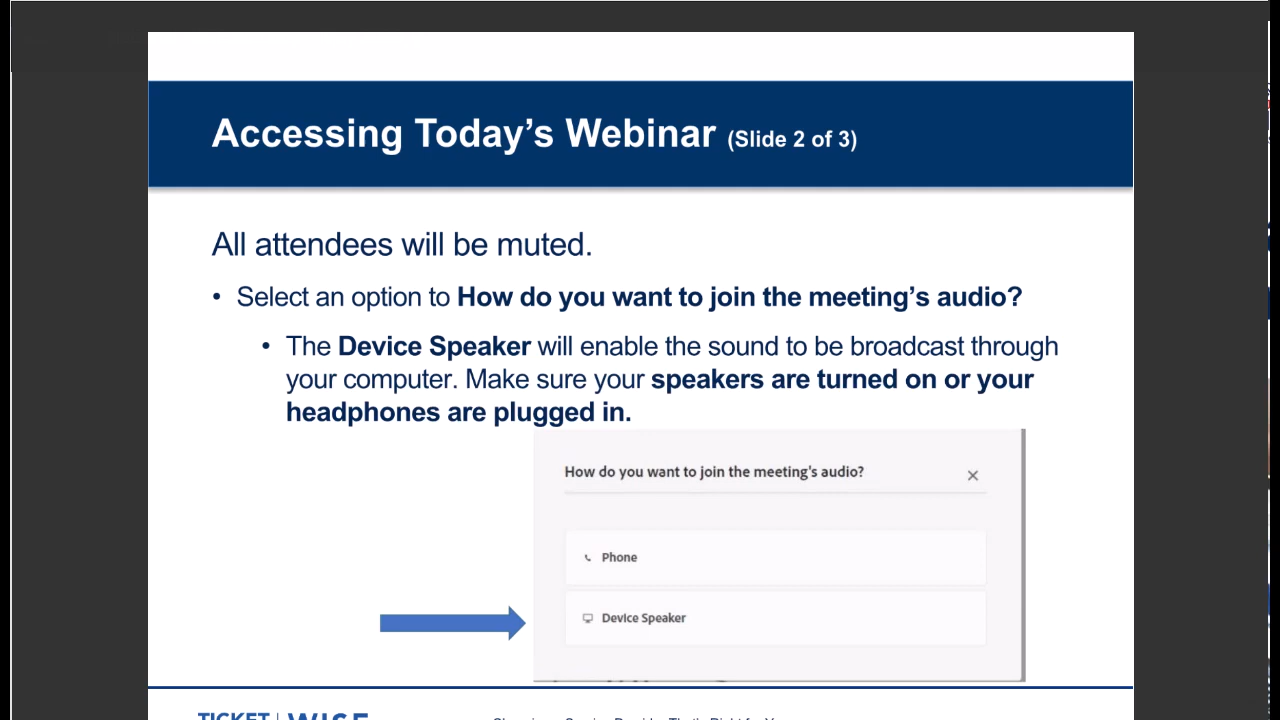 Accessing Today’s Webinar (Slide 2 of 3)
All attendees will be muted.
• Select an option to How do you want to join the meeting’s audio?
• The Device Speaker will enable the sound to be broadcast through
your computer. Make sure your speakers are turned on or your
headphones are plugged in.
How do you want to join the meeting's audio?
Phone
Device Speaker
TICKET | WISE